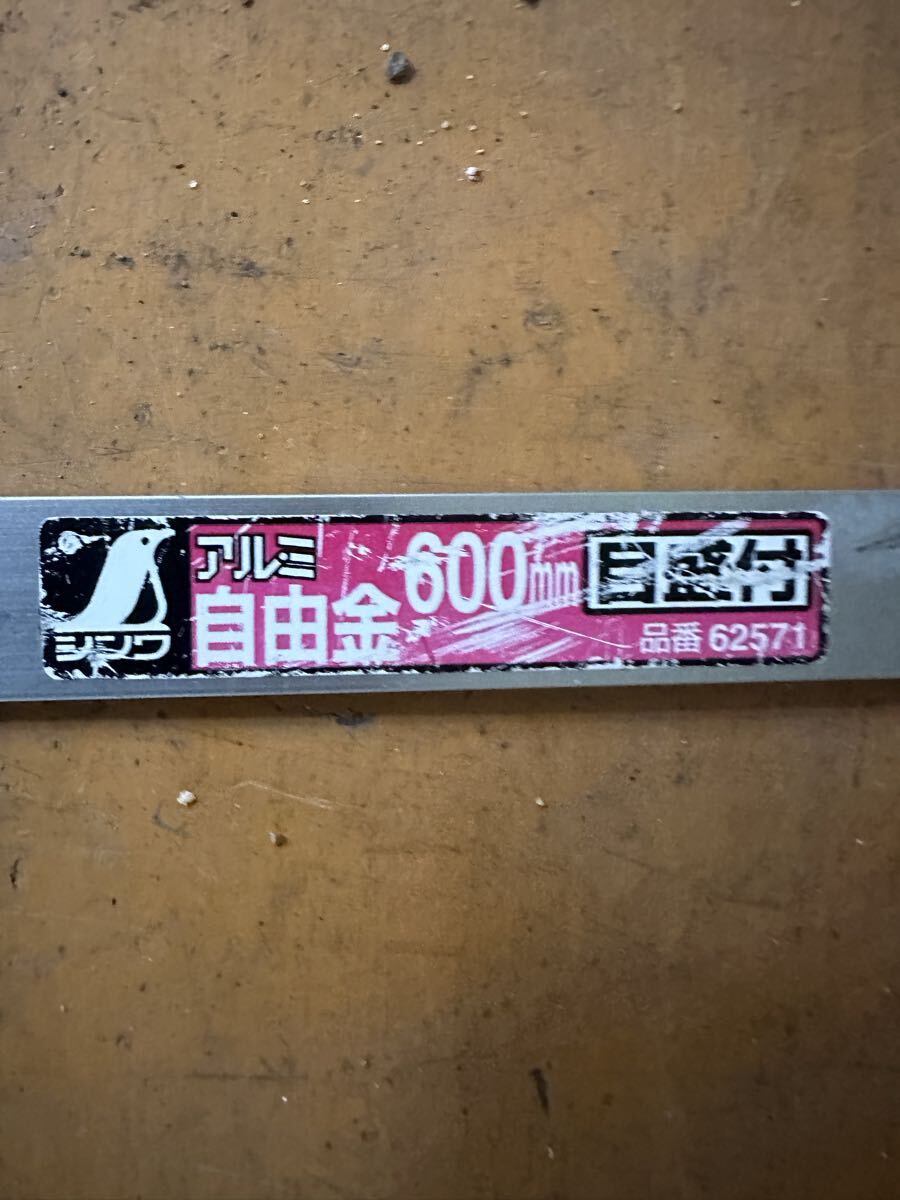 シンワ
アルミ
自由金
600mm
目盛付
品番 62571